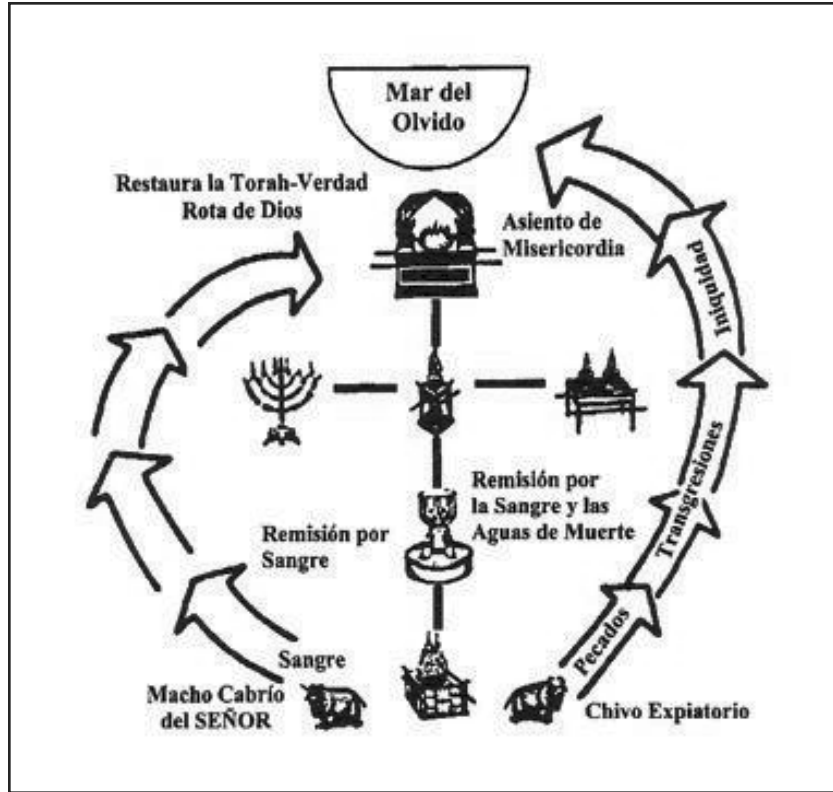 Mar del
Olvido
Restaura la Torah-Verdad
Rota de Dios
Asiento de
Misericordia
Iniquidad
Transgresiones
Pecados
Remisión por
la Sangre y las
Aguas de Muerte
Remisión por
Sangre
Sangre
Macho Cabrío
del SEÑOR
Chivo Expiatorio